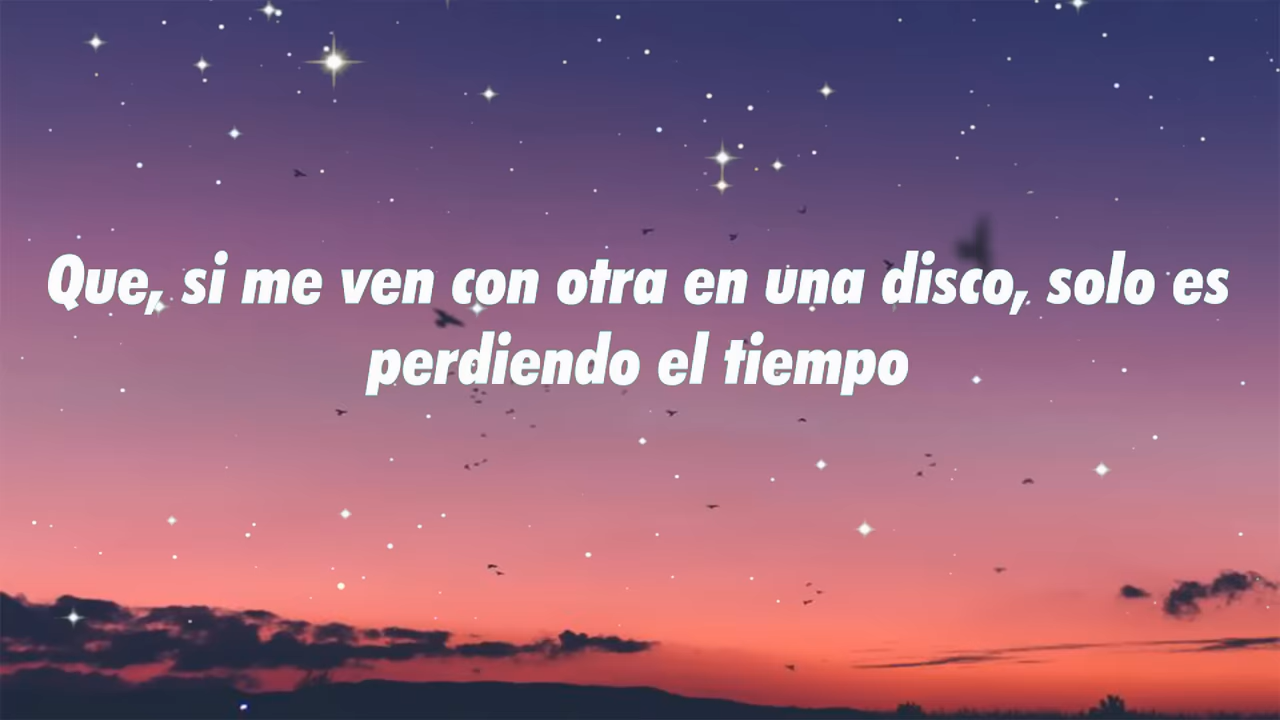 Que, si me ven con otra en una disco, solo es
perdiendo el tiempo